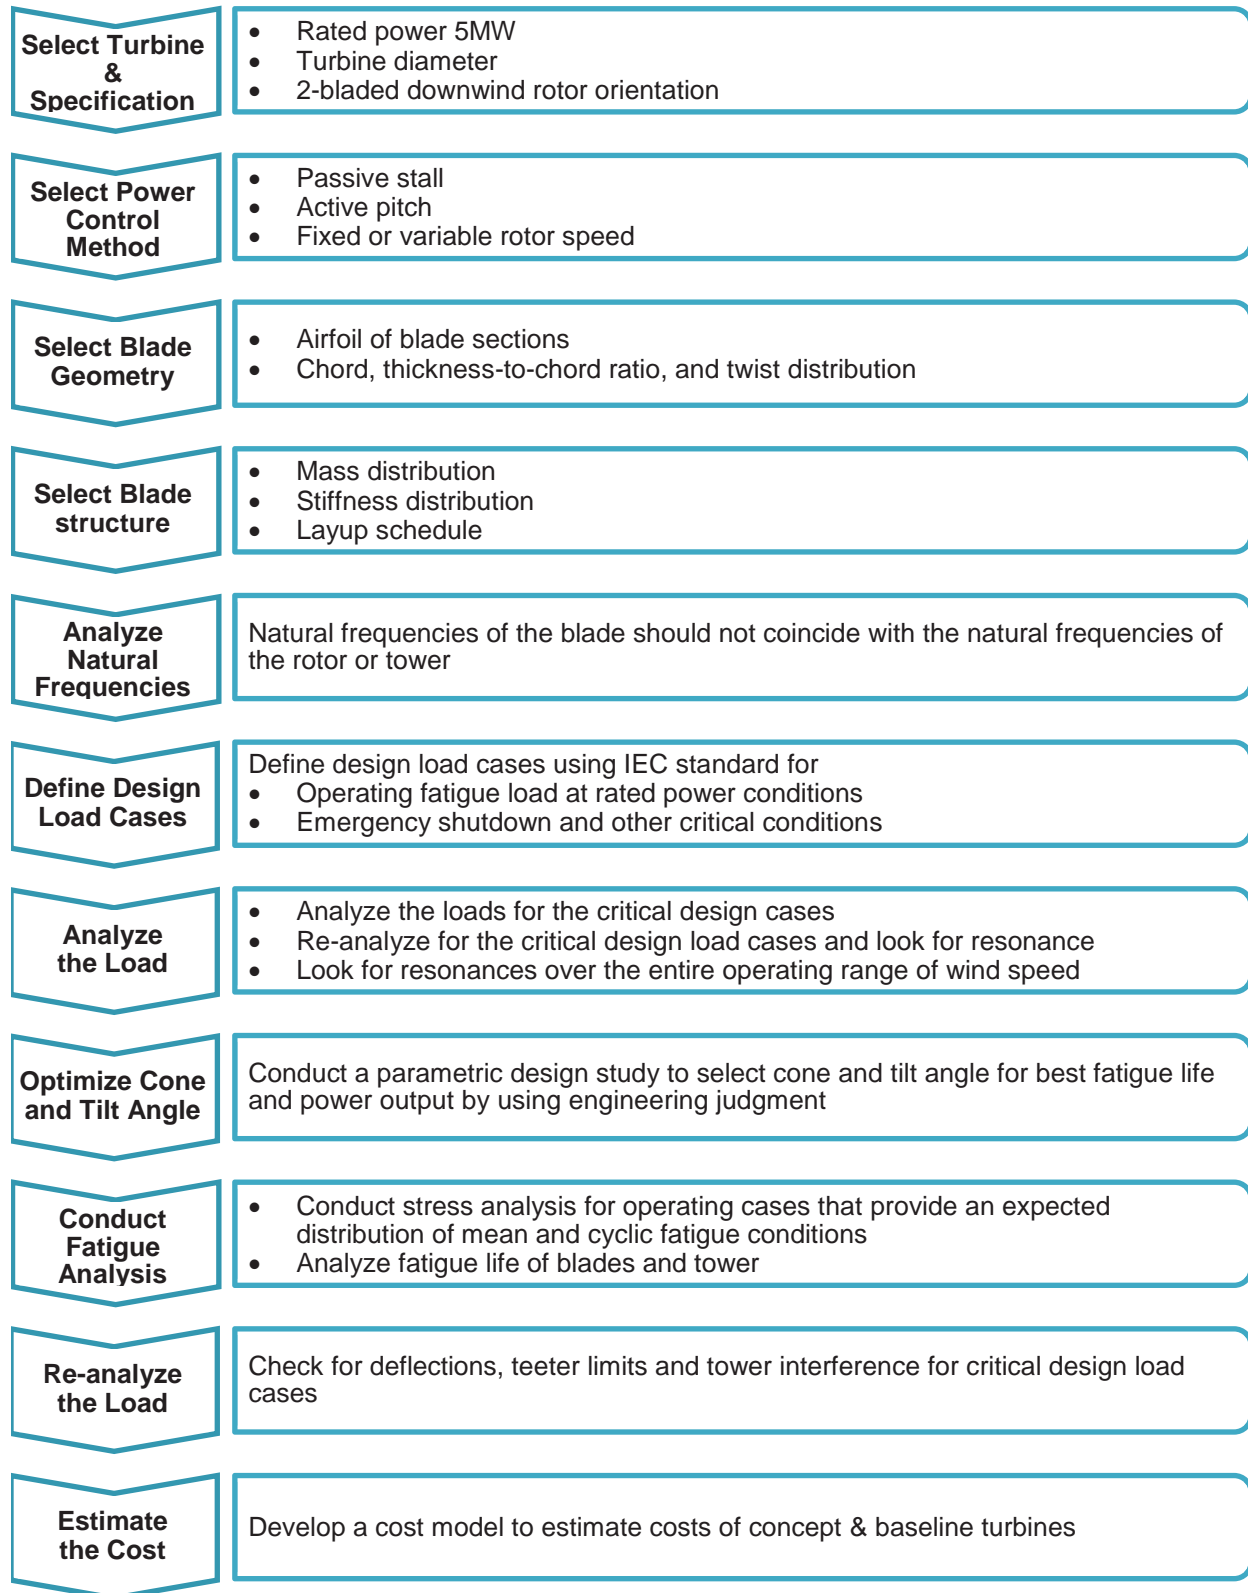 Select Turbine
&
Specification
• Rated power 5MW
• Turbine diameter
• 2-bladed downwind rotor orientation
Select Power
Control
Method
• Passive stall
• Active pitch
• Fixed or variable rotor speed
Select Blade
Geometry
• Airfoil of blade sections
• Chord, thickness-to-chord ratio, and twist distribution
Select Blade
structure
• Mass distribution
• Stiffness distribution
• Layup schedule
Analyze
Natural
Frequencies
Natural frequencies of the blade should not coincide with the natural frequencies of
the rotor or tower
Define Design
Load Cases
Define design load cases using IEC standard for
• Operating fatigue load at rated power conditions
• Emergency shutdown and other critical conditions
Analyze
the Load
• Analyze the loads for the critical design cases
• Re-analyze for the critical design load cases and look for resonance
• Look for resonances over the entire operating range of wind speed
Optimize Cone
and Tilt Angle
Conduct a parametric design study to select cone and tilt angle for best fatigue life
and power output by using engineering judgment
Conduct
Fatigue
Analysis
• Conduct stress analysis for operating cases that provide an expected
distribution of mean and cyclic fatigue conditions
• Analyze fatigue life of blades and tower
Re-analyze
the Load
Check for deflections, teeter limits and tower interference for critical design load
cases
Estimate
the Cost
Develop a cost model to estimate costs of concept & baseline turbines